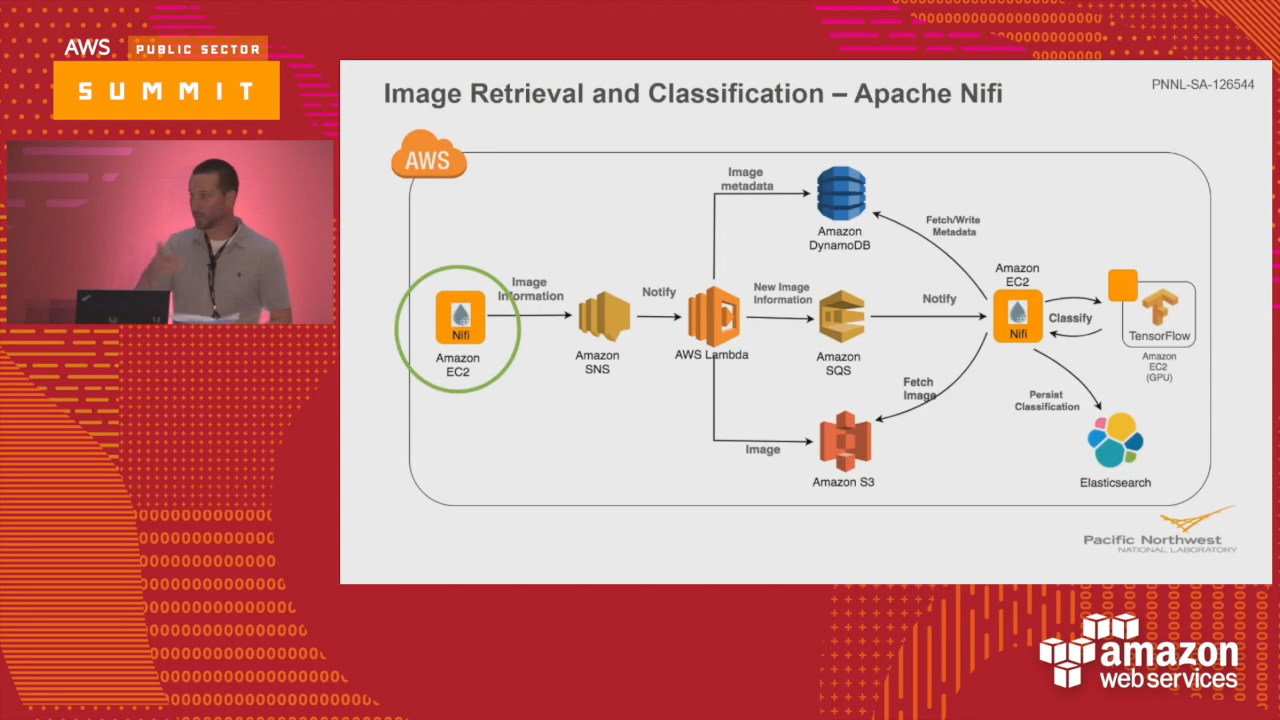 AWS PUBLIC SECTOR
SUMMIT
Image Retrieval and Classification – Apache Nifi
PNNL-SA-126544
AWS
Image
metadata
Amazon
DynamoDB
Fetch/Write
Metadata
Image
Information
Nifi
Amazon
EC2
Amazon
SNS
Notify
AWS Lambda
New Image
Information
Amazon
SQS
Notify
Amazon
EC2
Nifi
Classify
TensorFlow
Amazon
EC2
(GPU)
Fetch
Image
Image
Amazon S3
Persist
Classification
Elasticsearch
Pacific Northwest
NATIONAL LABORATORY
amazon
web services